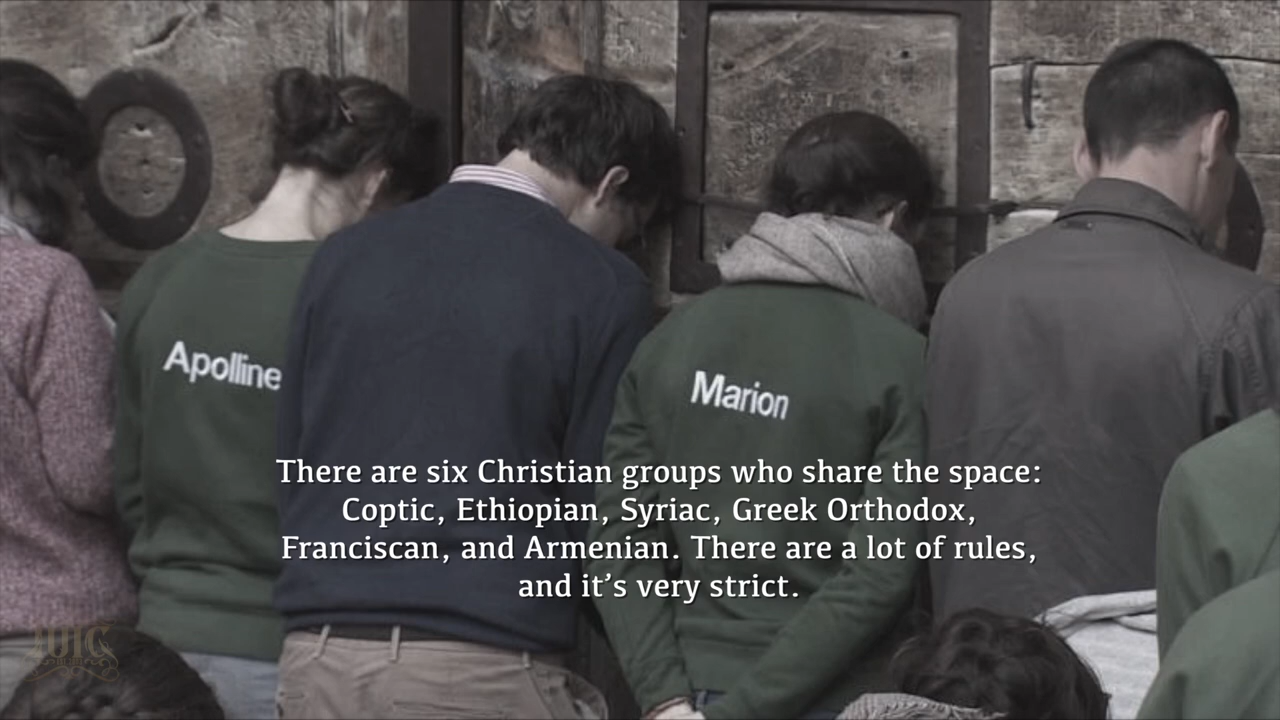 Apolline
Marion
There are six Christian groups who share the space:
Coptic, Ethiopian, Syriac, Greek Orthodox,
Franciscan, and Armenian. There are a lot of rules,
and it’s very strict.